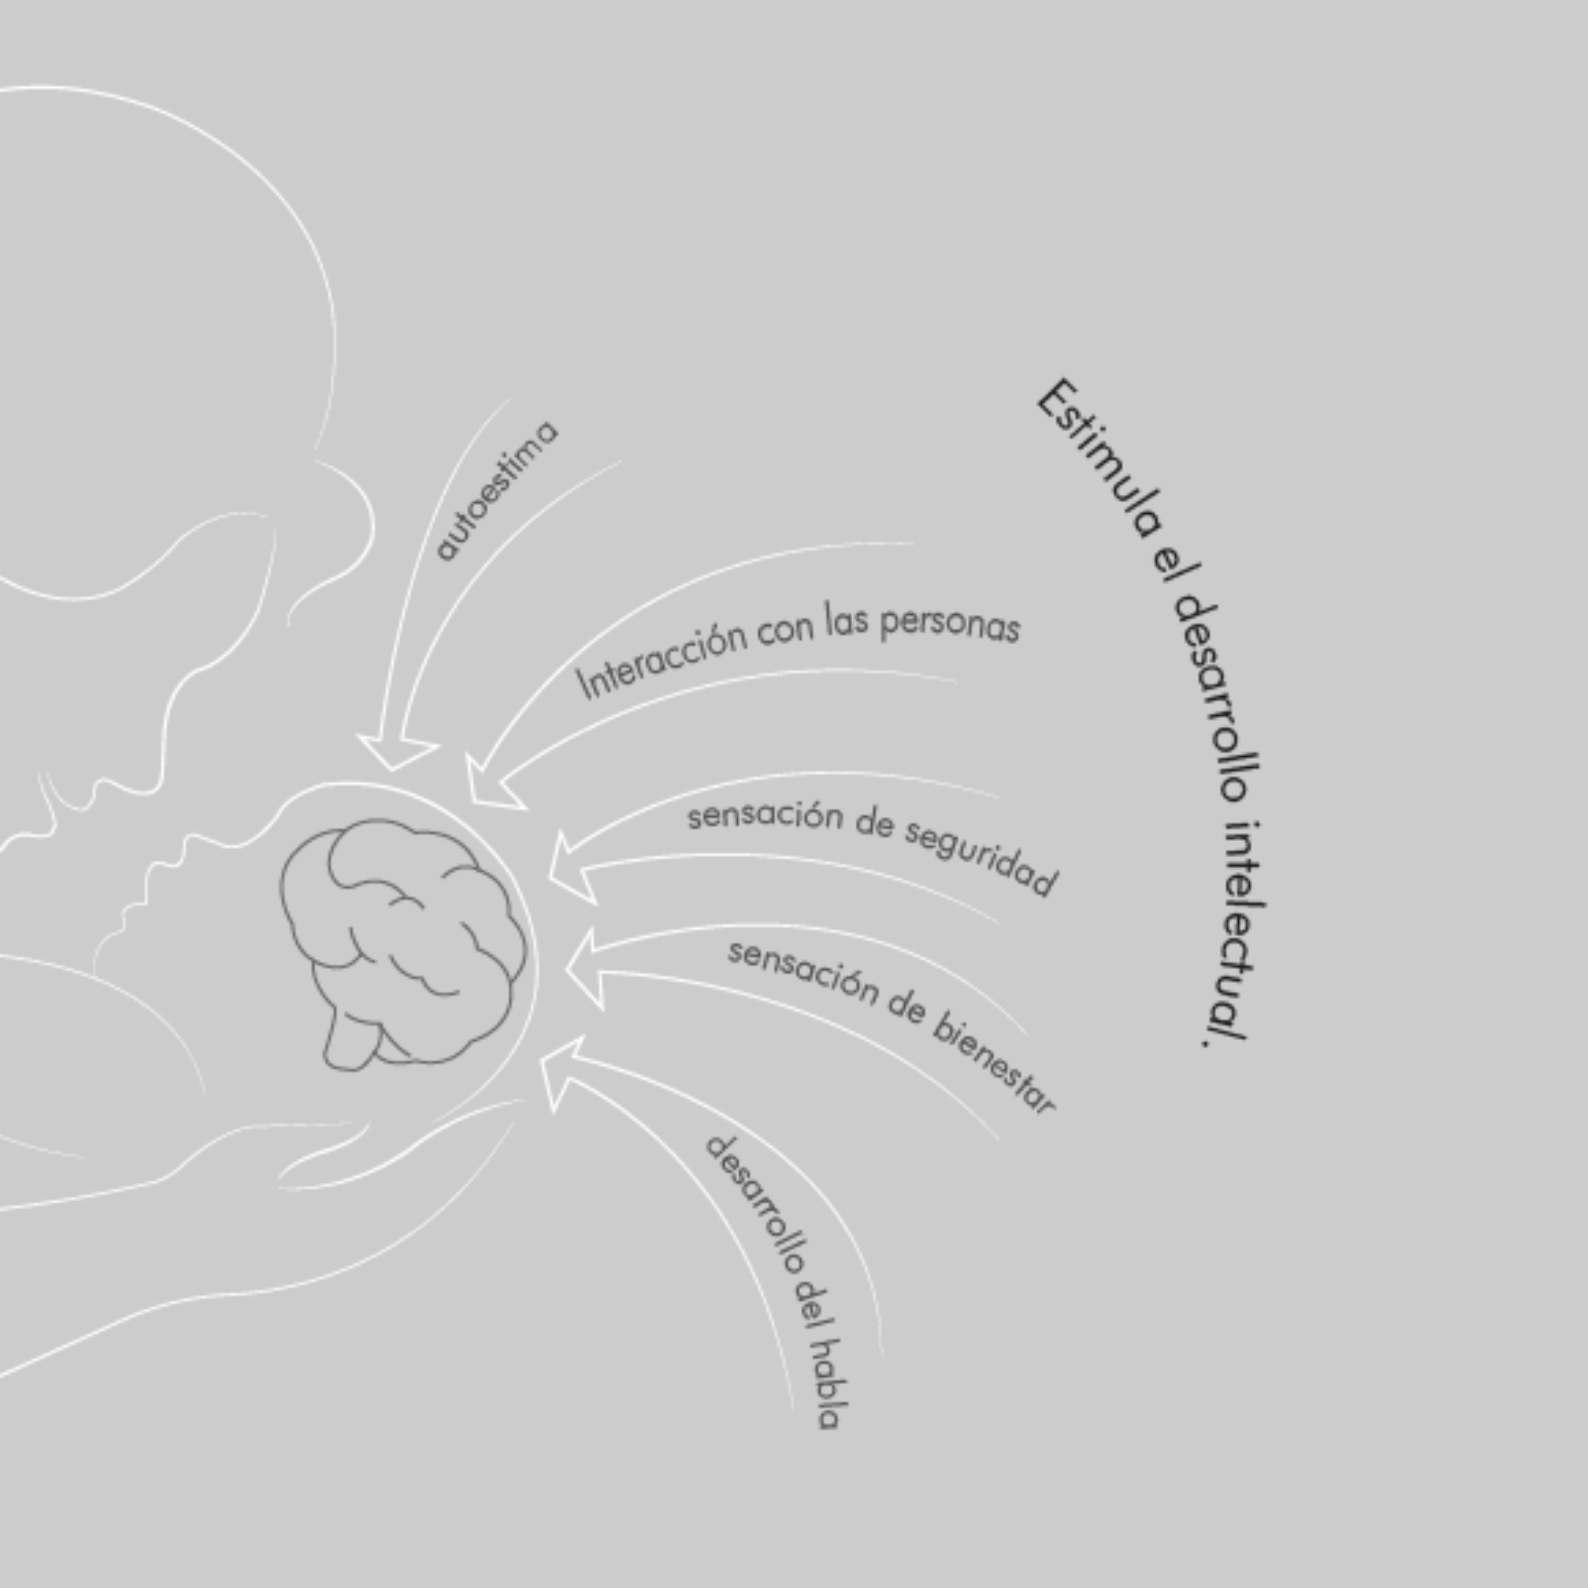 autoestima
Interacción con las personas
sensación de seguridad
sensación de bienestar
desarrollo del habla
Estimula el desarrollo intelectual.